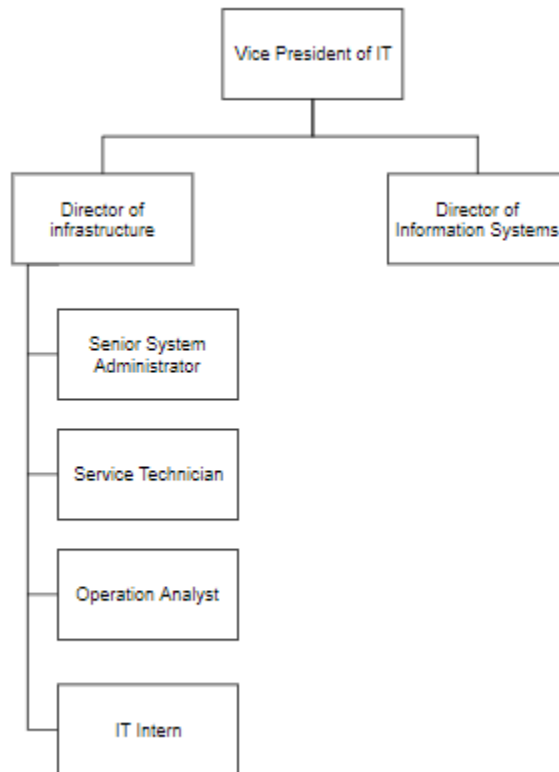 Vice President of IT
Director of
infrastructure
Director of
Information Systems
Senior System
Administrator
Service Technician
Operation Analyst
IT Intern